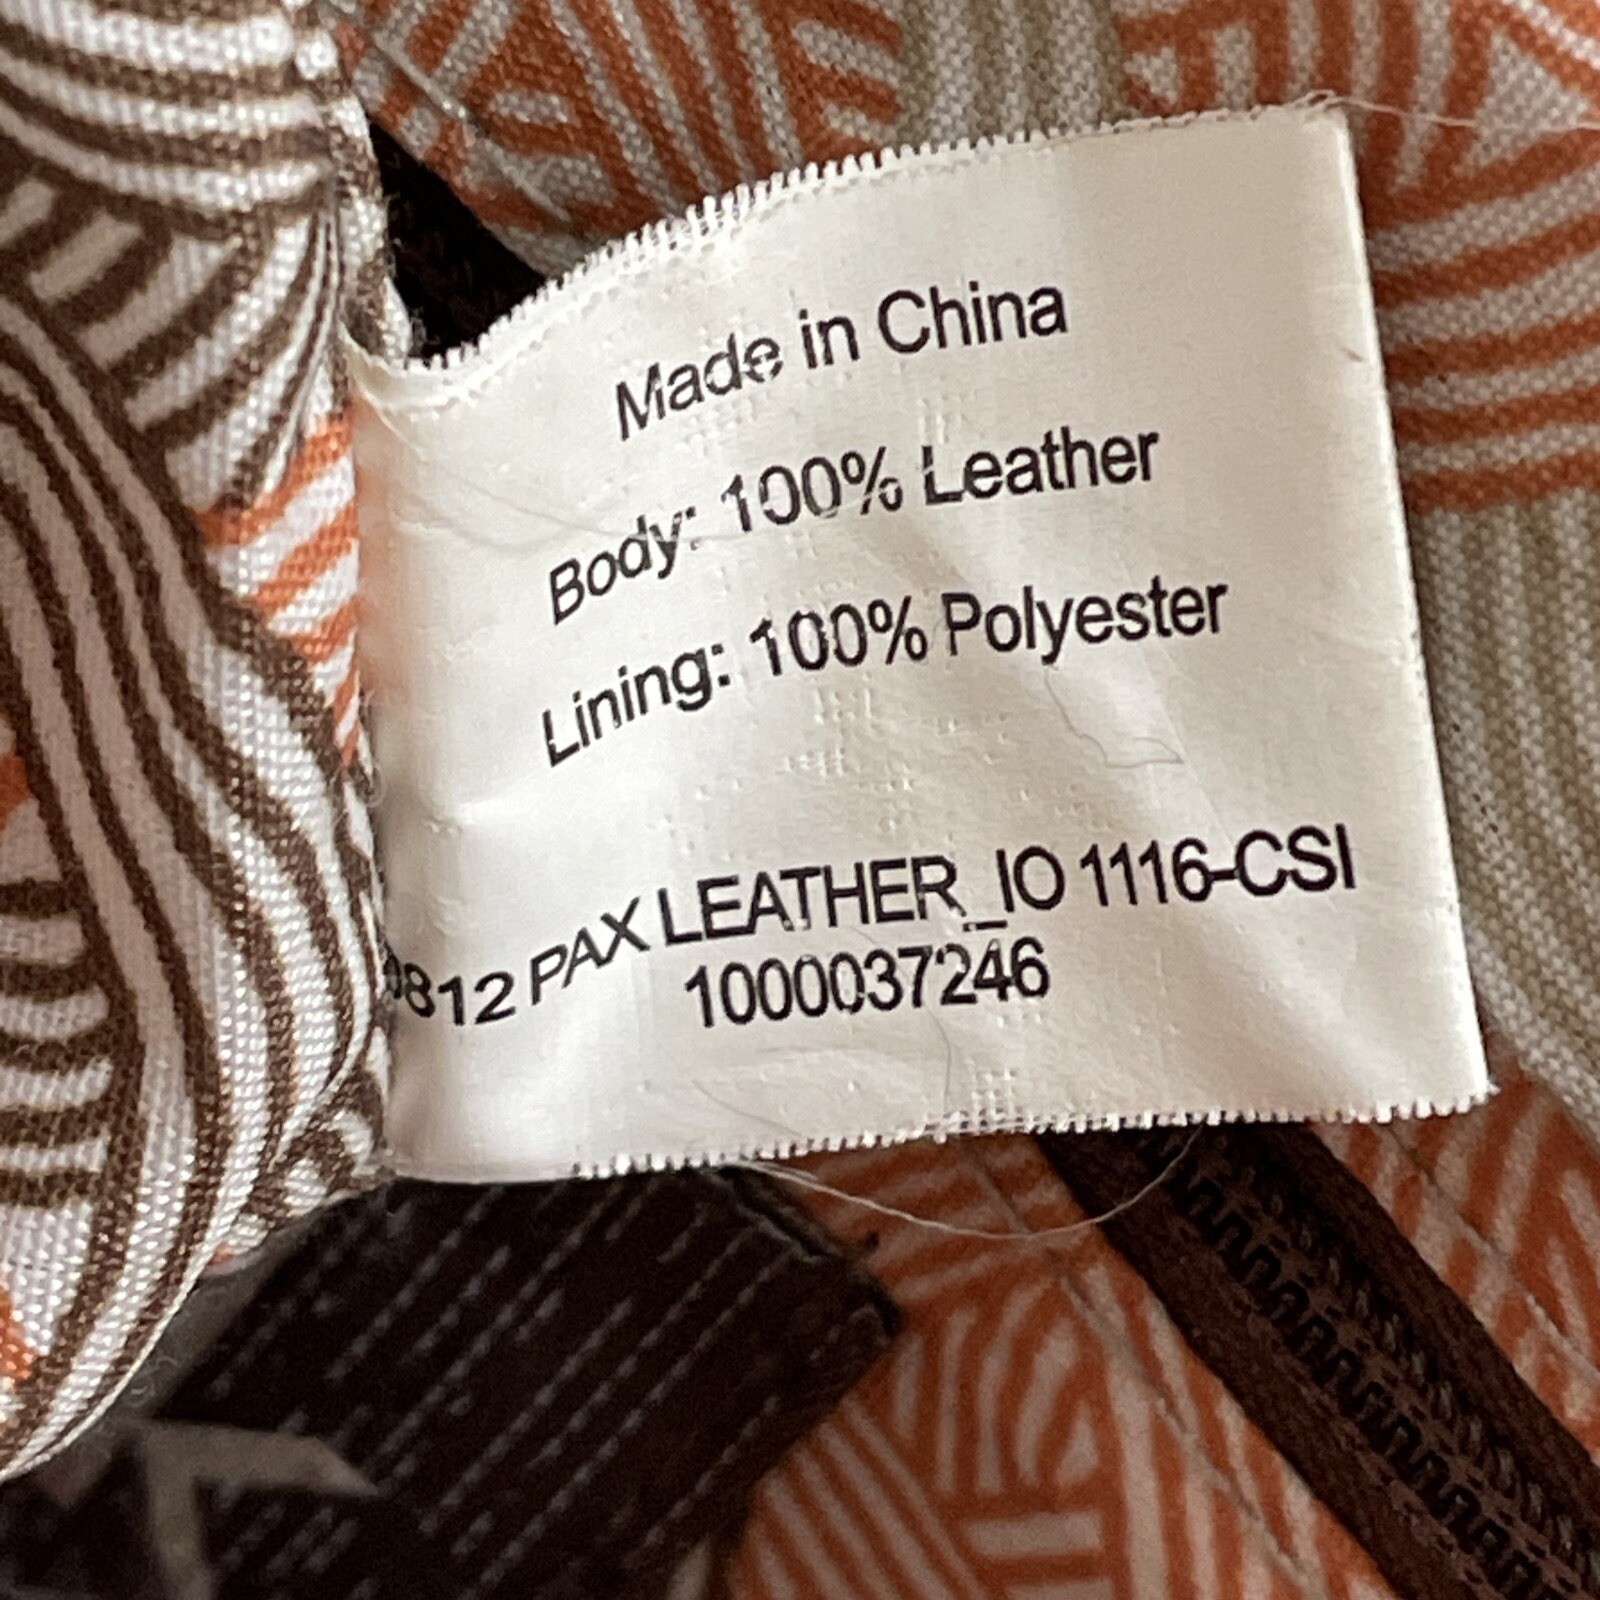 Made in China
Body: 100% Leather
Lining: 100% Polyester
PAX LEATHER_IO 1116-CSI
1000037246